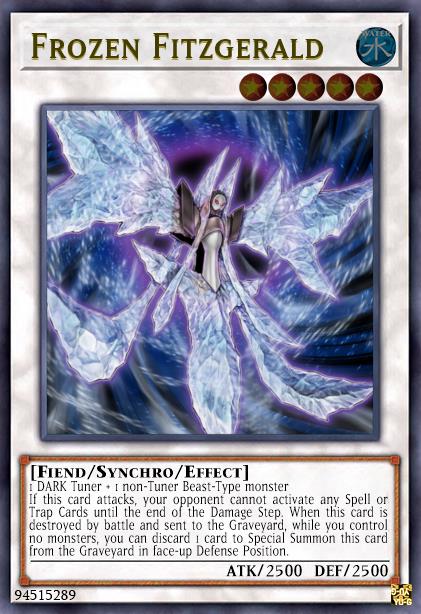 Frozen Fitzgerald
WATER
水
[Fiend/Synchro/Effect]
1 DARK Tuner + 1 non-Tuner Beast-Type monster
If this card attacks, your opponent cannot activate any Spell or
Trap Cards until the end of the Damage Step. When this card is
destroyed by battle and sent to the Graveyard, while you control
no monsters, you can discard 1 card to Special Summon this card
from the Graveyard in face-up Defense Position.
ATK/2500 DEF/2500
94515289